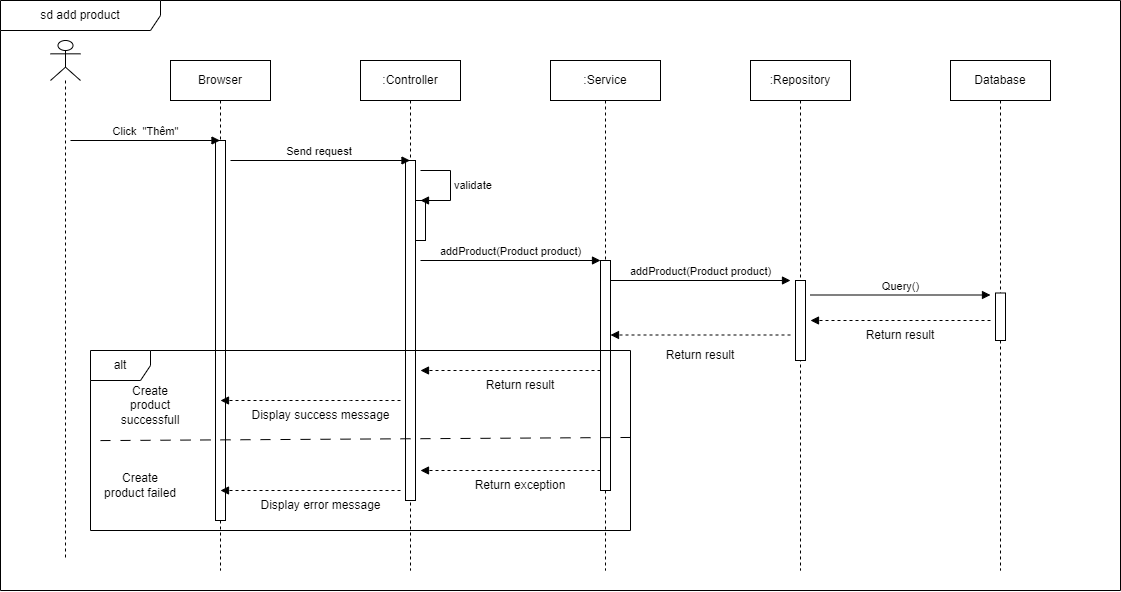 sd add product
Browser
:Controller
:Service
:Repository
Database
Click "Thêm"
Send request
validate
addProduct(Product product)
addProduct(Product product)
Query()
Return result
Return result
alt
Return result
Create
product
successfull
Display success message
Create
product failed
Return exception
Display error message